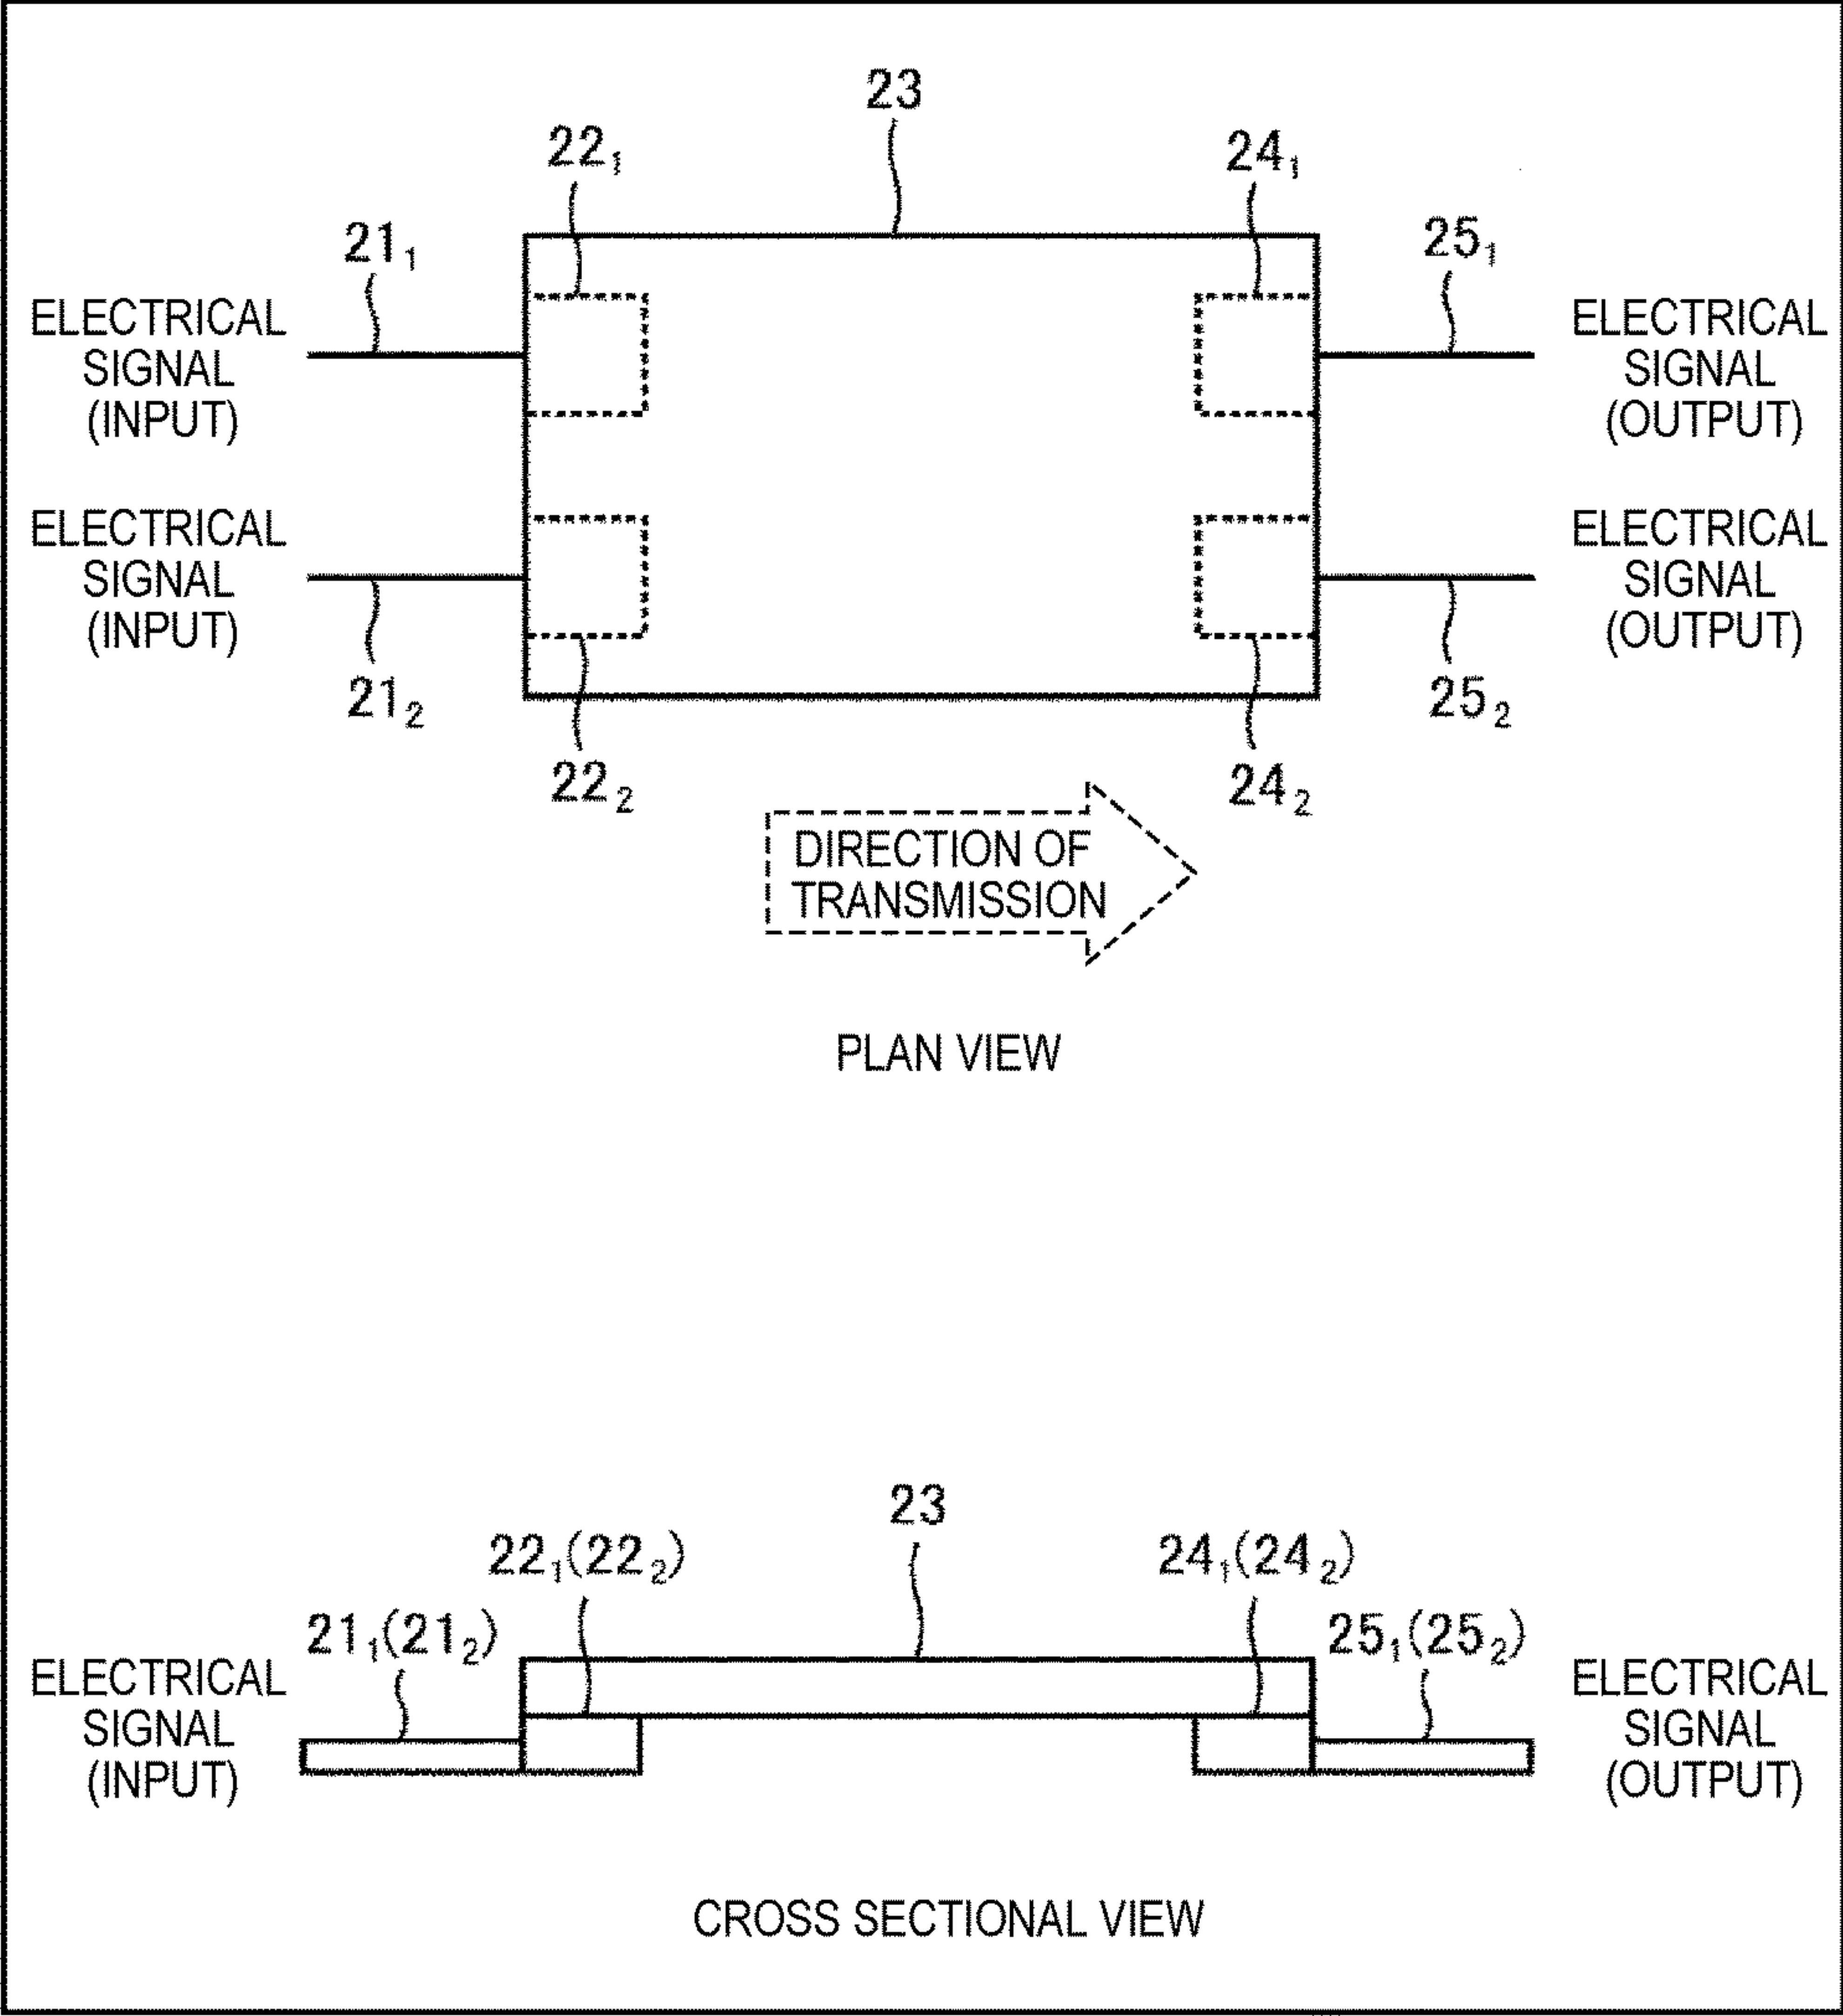 23
22₁
24₁
21₁
25₁
ELECTRICAL
SIGNAL
(INPUT)
ELECTRICAL
SIGNAL
(OUTPUT)
ELECTRICAL
SIGNAL
(INPUT)
ELECTRICAL
SIGNAL
(OUTPUT)
21₂
25₂
22₂
24₂
DIRECTION OF
TRANSMISSION
PLAN VIEW
23
22₁(22₂)
24₁(24₂)
21₁(21₂)
25₁(25₂)
ELECTRICAL
SIGNAL
(INPUT)
ELECTRICAL
SIGNAL
(OUTPUT)
CROSS SECTIONAL VIEW